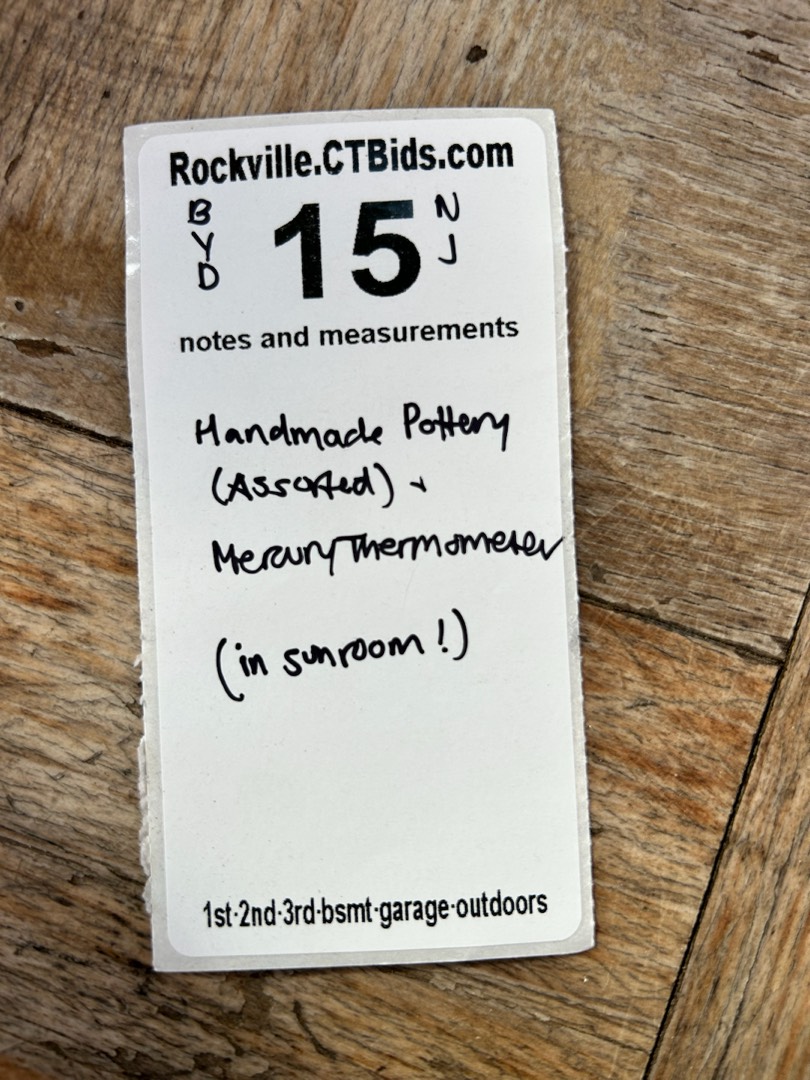 Rockville.CTBids.com
B Y D
15
N J
notes and measurements
Handmade Pottery
(Assorted) +
Mercury Thermometer
(in sunroom!)
1st·2nd·3rd·bsmt·garage·outdoors